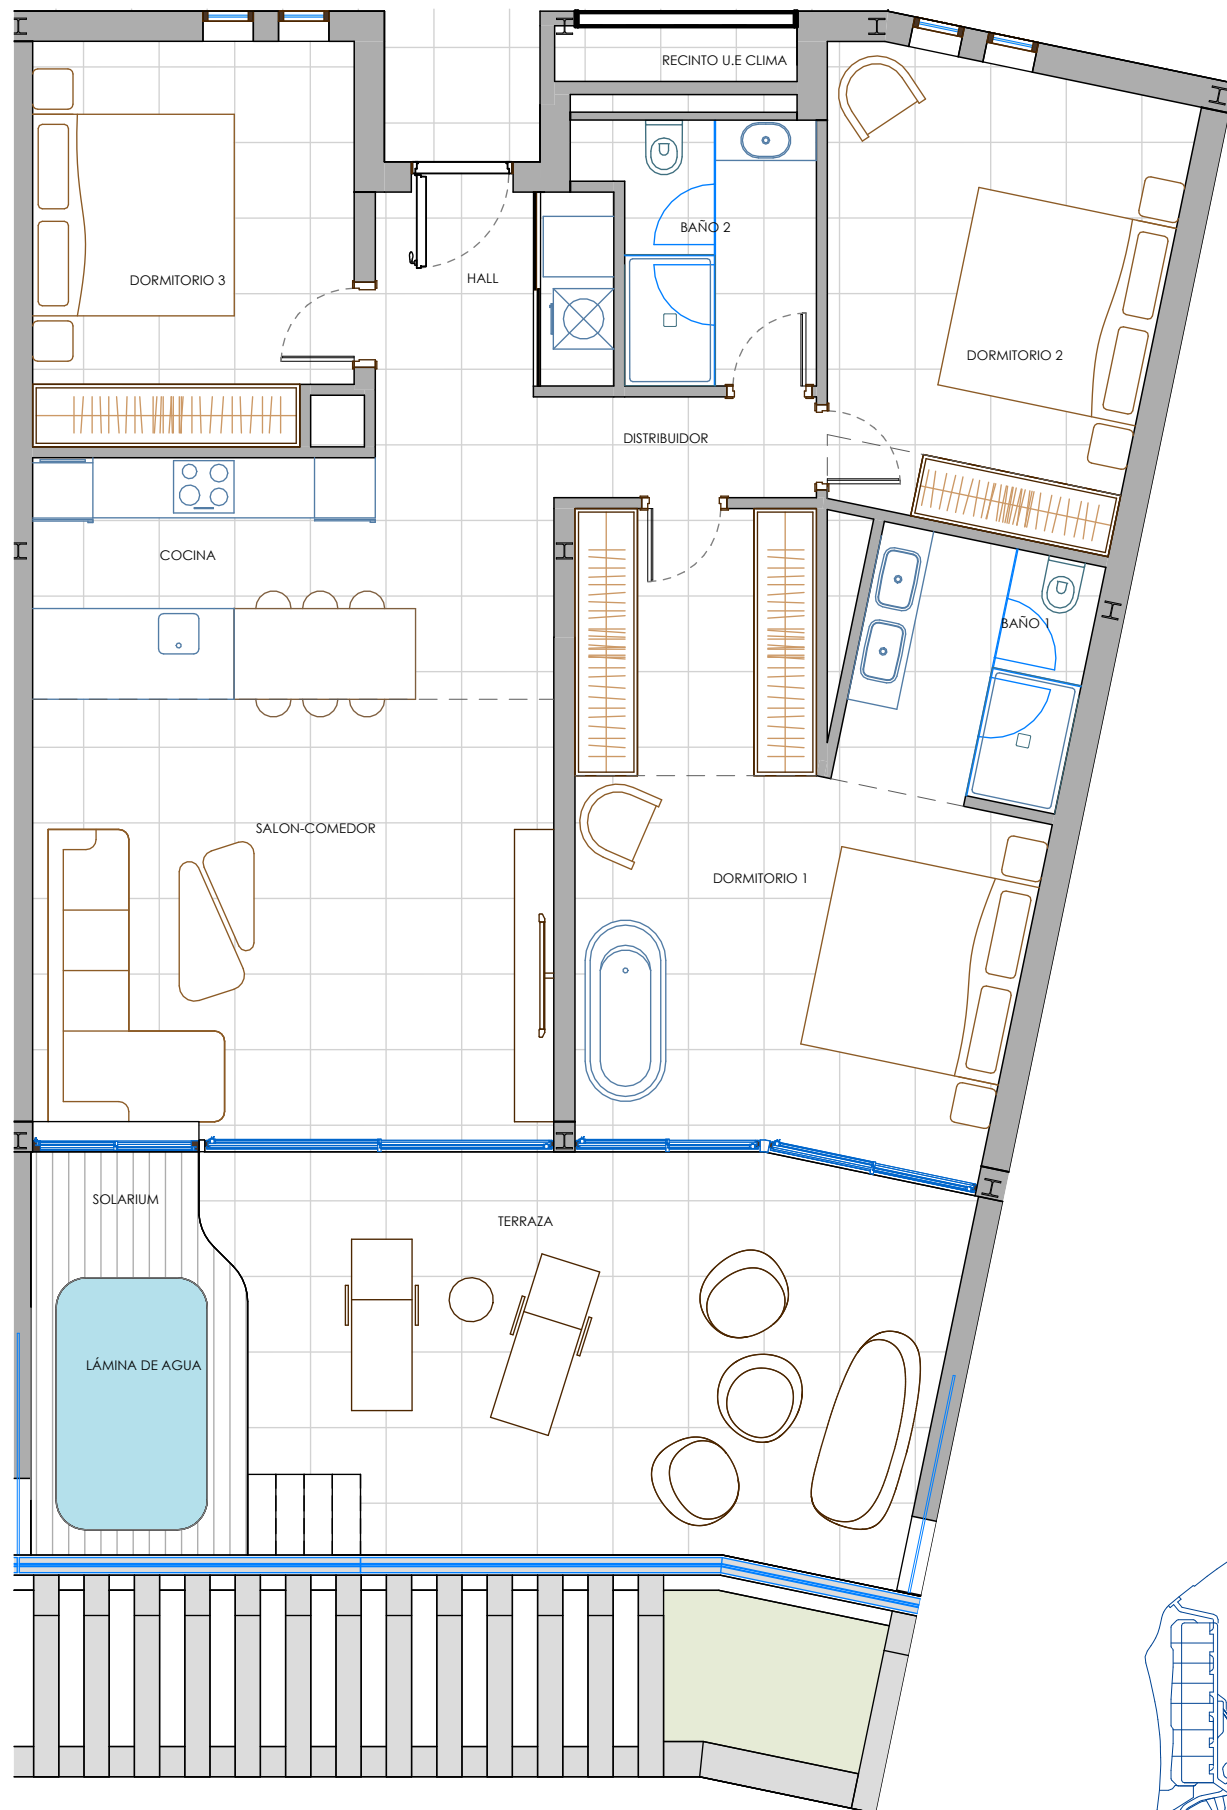 RECINTO U.E CLIMA
BAÑO 2
DORMITORIO 3
HALL
DORMITORIO 2
DISTRIBUIDOR
COCINA
BAÑO 1
SALON-COMEDOR
DORMITORIO 1
SOLARIUM
TERRAZA
LÁMINA DE AGUA